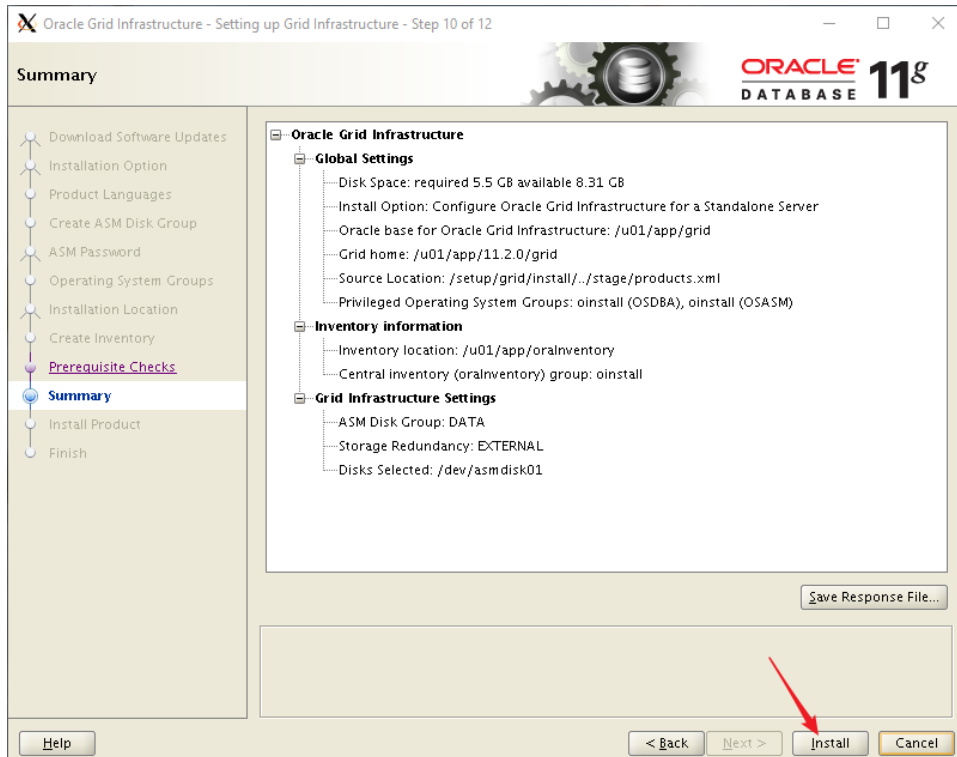 Oracle Grid Infrastructure - Setting up Grid Infrastructure - Step 10 of 12
Summary
ORACLE
DATABASE
11g
Download Software Updates
Installation Option
Product Languages
Create ASM Disk Group
ASM Password
Operating System Groups
Installation Location
Create Inventory
Prerequisite Checks
Summary
Install Product
Finish
Oracle Grid Infrastructure
Global Settings
Disk Space: required 5.5 GB available 8.31 GB
Install Option: Configure Oracle Grid Infrastructure for a Standalone Server
Oracle base for Oracle Grid Infrastructure: /u01/app/grid
Grid home: /u01/app/11.2.0/grid
Source Location: /setup/grid/install/../stage/products.xml
Privileged Operating System Groups: oinstall (OSDBA), oinstall (OSASM)
Inventory information
Inventory location: /u01/app/oraInventory
Central inventory (oraInventory) group: oinstall
Grid Infrastructure Settings
ASM Disk Group: DATA
Storage Redundancy: EXTERNAL
Disks Selected: /dev/asmdisk01
Save Response File...
Help
< Back
Next >
Install
Cancel